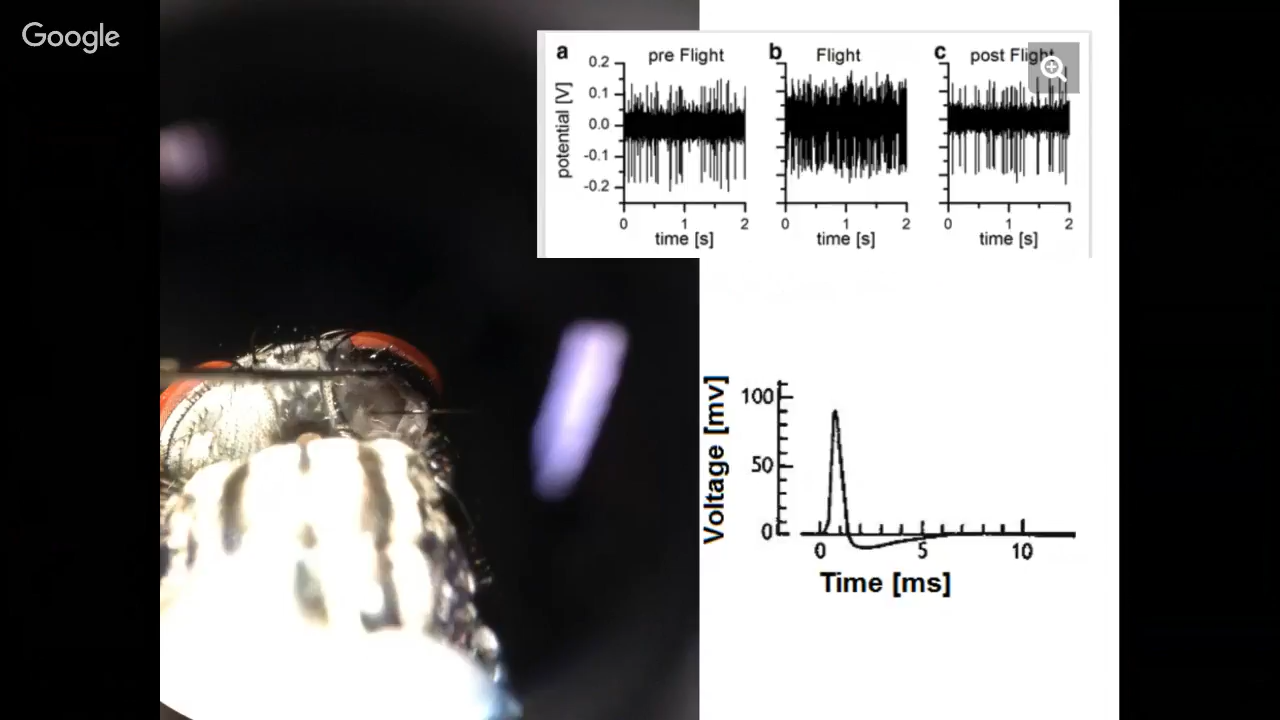 Google
a pre Flight b Flight c post Flight
potential [V]
0.2
0.1
0.0
-0.1
-0.2
0 1 2 0 1 2 0 1 2
time [s] time [s] time [s]
Voltage [mv]
100
50
0
0 5 10
Time [ms]